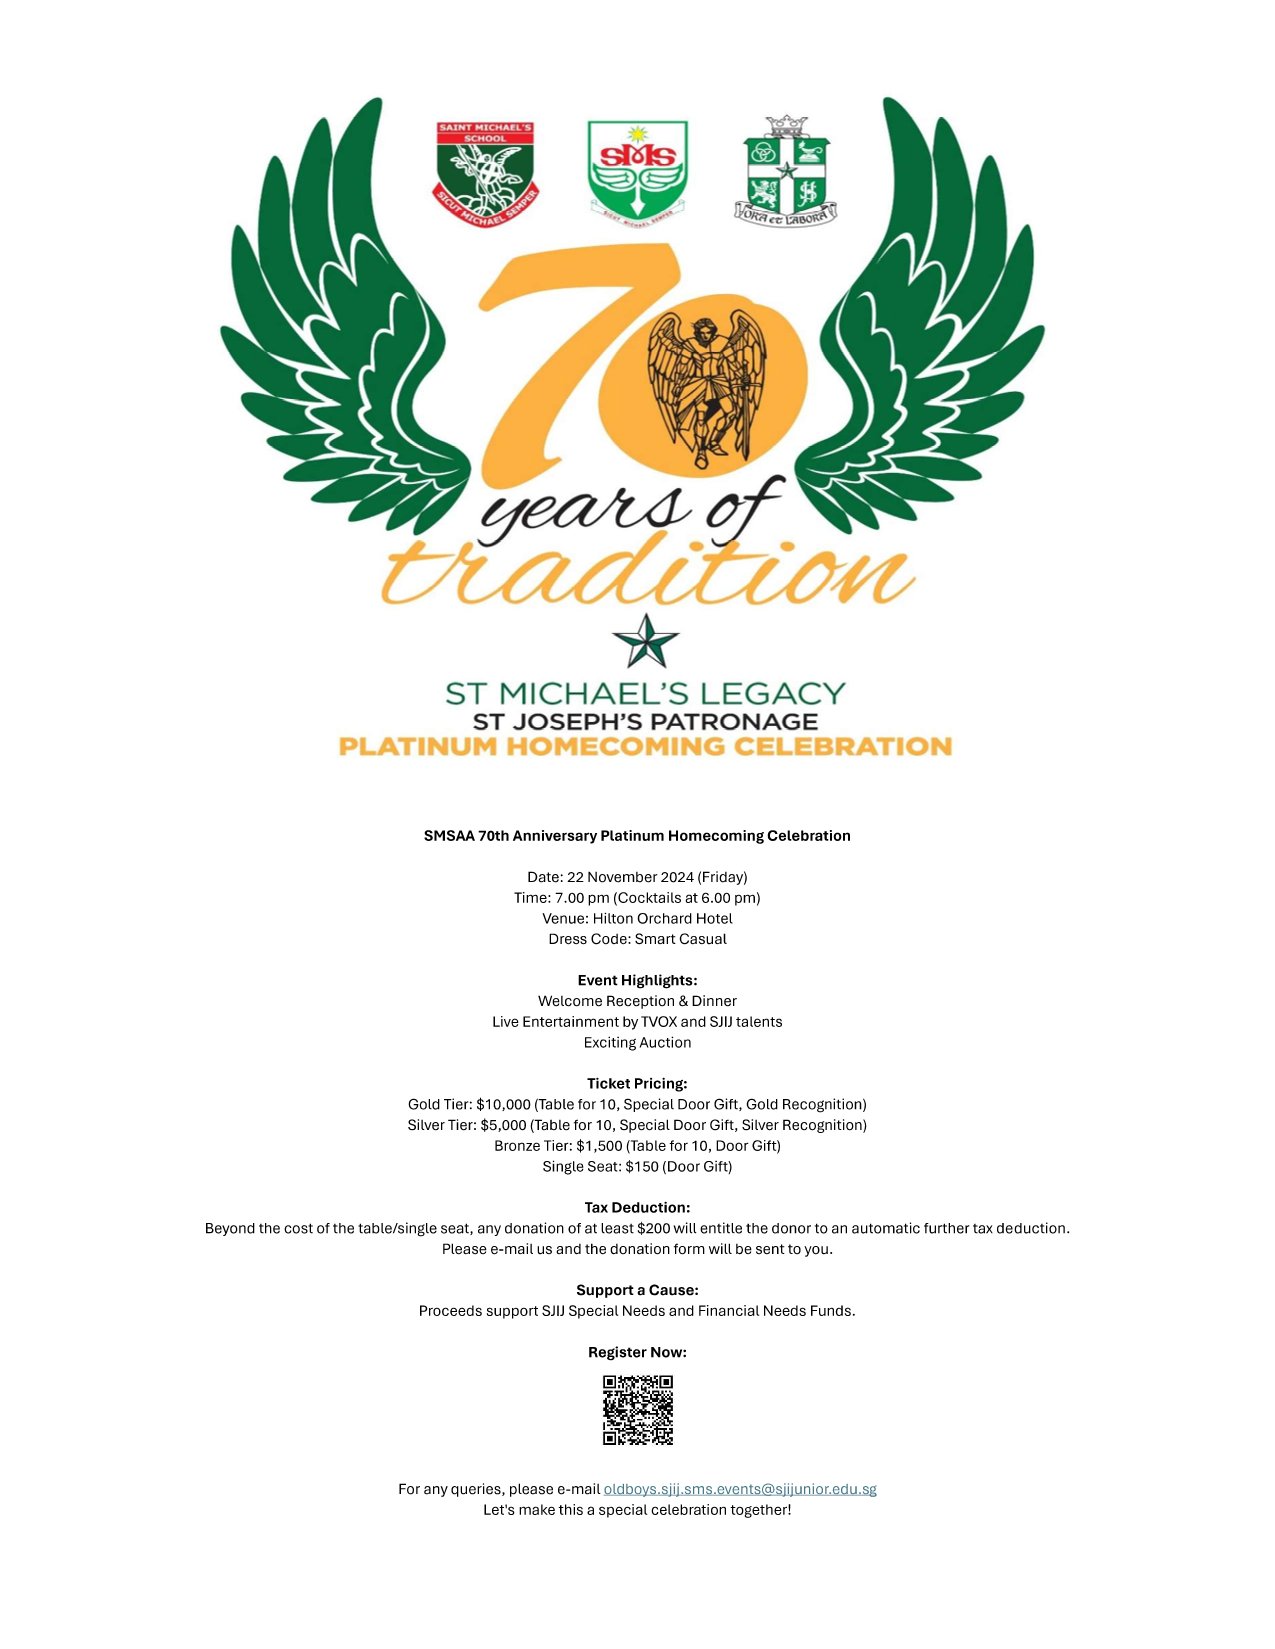 SAINT MICHAEL'S
SCHOOL
SICUT MICHAEL SEMPER
SMS
SICUT MICHAEL SEMPER
ORA et LABORA
70
years of
tradition
ST MICHAEL'S LEGACY
ST JOSEPH'S PATRONAGE
PLATINUM HOMECOMING CELEBRATION
SMSAA 70th Anniversary Platinum Homecoming Celebration
Date: 22 November 2024 (Friday)
Time: 7.00 pm (Cocktails at 6.00 pm)
Venue: Hilton Orchard Hotel
Dress Code: Smart Casual
Event Highlights:
Welcome Reception & Dinner
Live Entertainment by TVOX and SJIJ talents
Exciting Auction
Ticket Pricing:
Gold Tier: $10,000 (Table for 10, Special Door Gift, Gold Recognition)
Silver Tier: $5,000 (Table for 10, Special Door Gift, Silver Recognition)
Bronze Tier: $1,500 (Table for 10, Door Gift)
Single Seat: $150 (Door Gift)
Tax Deduction:
Beyond the cost of the table/single seat, any donation of at least $200 will entitle the donor to an automatic further tax deduction.
Please e-mail us and the donation form will be sent to you.
Support a Cause:
Proceeds support SJIJ Special Needs and Financial Needs Funds.
Register Now:
For any queries, please e-mail oldboys.sjij.sms.events@sjijunior.edu.sg
Let's make this a special celebration together!